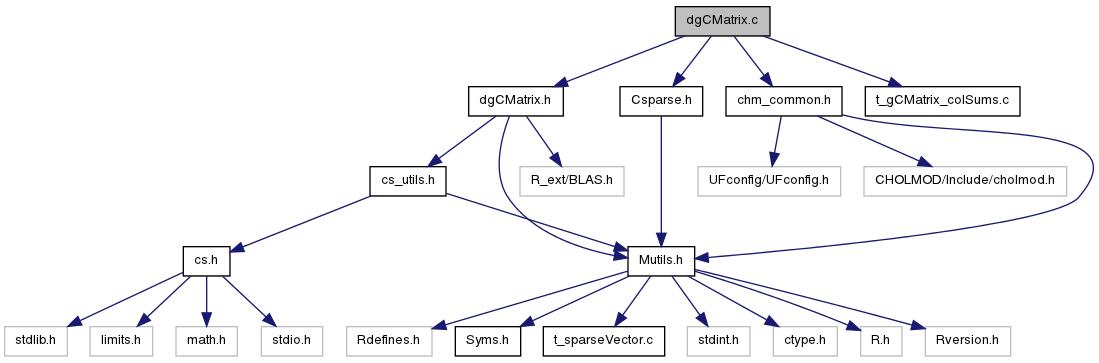 dgCMatrix.c
dgCMatrix.h
Csparse.h
chm_common.h
t_gCMatrix_colSums.c
cs_utils.h
R_ext/BLAS.h
UFconfig/UFconfig.h
CHOLMOD/Include/cholmod.h
cs.h
Mutils.h
stdlib.h
limits.h
math.h
stdio.h
Rdefines.h
Syms.h
t_sparseVector.c
stdint.h
ctype.h
R.h
Rversion.h